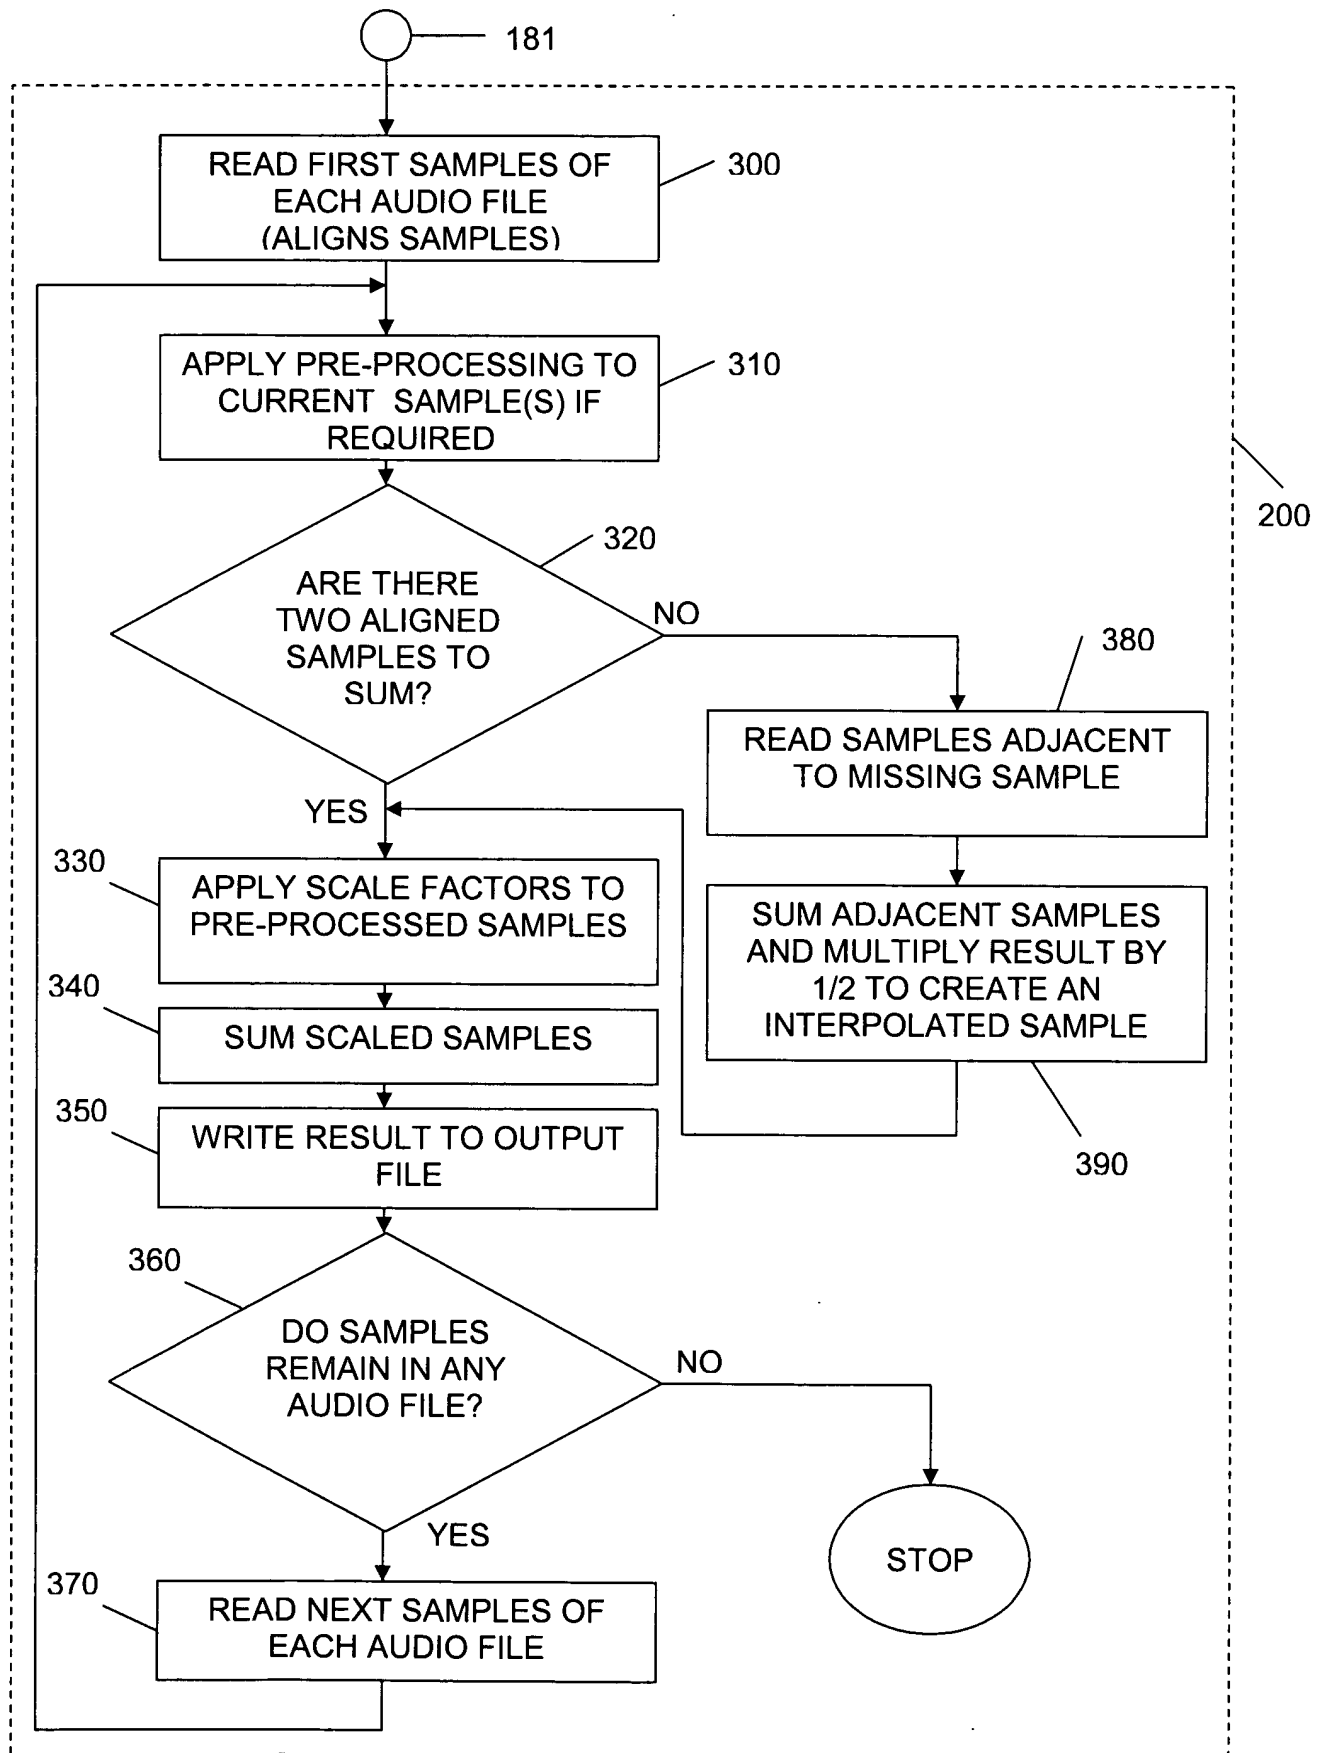 181
READ FIRST SAMPLES OF
EACH AUDIO FILE
(ALIGNS SAMPLES)
300
APPLY PRE-PROCESSING TO
CURRENT SAMPLE(S) IF
REQUIRED
310
200
320
ARE THERE
TWO ALIGNED
SAMPLES TO
SUM?
NO
380
READ SAMPLES ADJACENT
TO MISSING SAMPLE
YES
330
APPLY SCALE FACTORS TO
PRE-PROCESSED SAMPLES
SUM ADJACENT SAMPLES
AND MULTIPLY RESULT BY
1/2 TO CREATE AN
INTERPOLATED SAMPLE
340
SUM SCALED SAMPLES
350
WRITE RESULT TO OUTPUT
FILE
390
360
DO SAMPLES
REMAIN IN ANY
AUDIO FILE?
NO
YES
STOP
370
READ NEXT SAMPLES OF
EACH AUDIO FILE